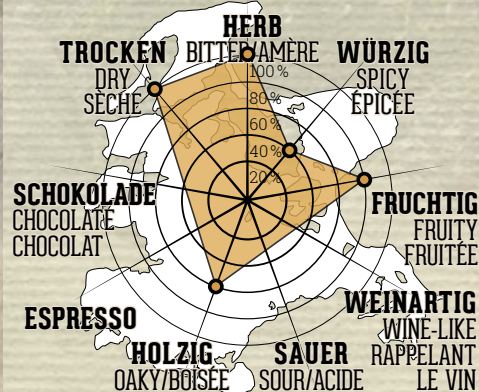 HERB
BITTER/AMÈRE
TROCKEN
DRY
SÈCHE
WÜRZIG
SPICY
ÉPICÉE
100%
80%
60%
40%
20%
SCHOKOLADE
CHOCOLATE
CHOCOLAT
FRUCHTIG
FRUITY
FRUITÉE
ESPRESSO
WEINARTIG
WINE-LIKE
RAPPELANT
LE VIN
HOLZIG
OAKY/BOISÉE
SAUER
SOUR/ACIDE